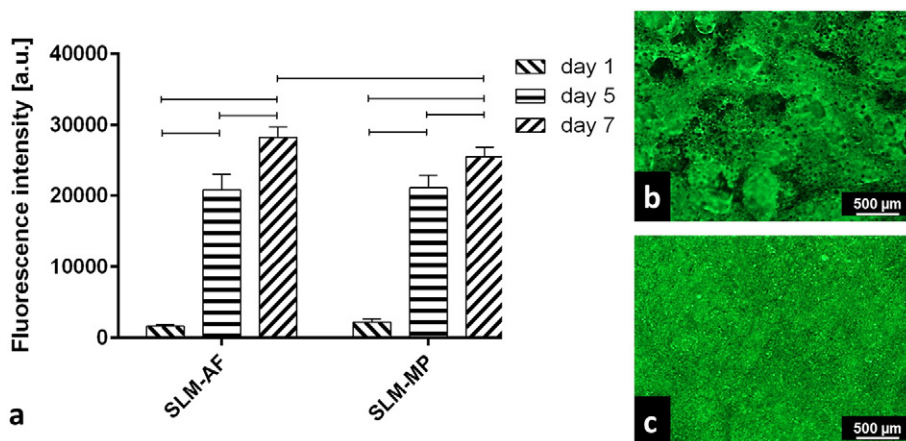 Fluorescence intensity [a.u.]
40000
30000
20000
10000
0
SLM-AF
SLM-MP
day 1
day 5
day 7
a
b
500 µm
c
500 µm